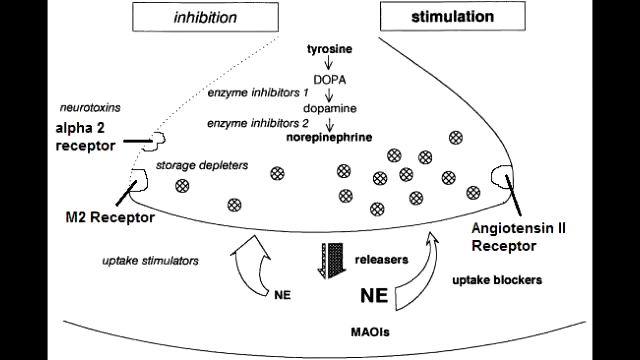 inhibition
stimulation
tyrosine
DOPA
enzyme inhibitors 1
dopamine
neurotoxins
enzyme inhibitors 2
alpha 2
receptor
norepinephrine
storage depleters
M2 Receptor
Angiotensin II
Receptor
uptake stimulators
releasers
uptake blockers
NE
NE
MAOIs